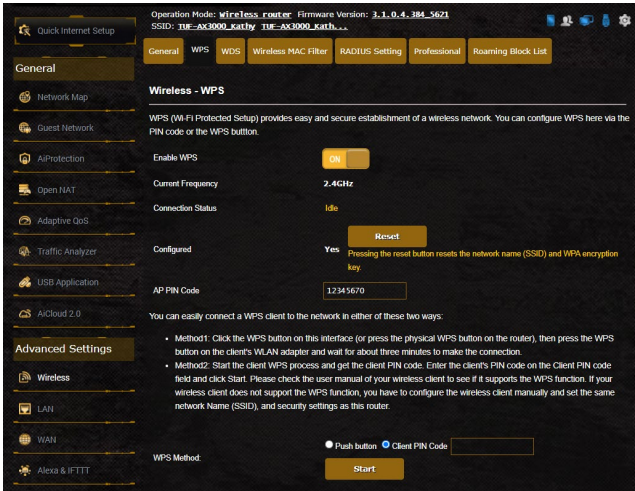 Operation Mode: Wireless router Firmware Version: 3.1.0.4.384_5621
SSID: TUF-AX3000_Kathy TUF-AX3000_Kath...
Quick Internet Setup
General
Network Map
Guest Network
AiProtection
Open NAT
Adaptive QoS
Traffic Analyzer
USB Application
AiCloud 2.0
Advanced Settings
Wireless
LAN
WAN
Alexa & IFTTT
General WPS WDS Wireless MAC Filter RADIUS Setting Professional Roaming Block List
Wireless - WPS
WPS (Wi-Fi Protected Setup) provides easy and secure establishment of a wireless network. You can configure WPS here via the
PIN code or the WPS buttton.
Enable WPS ON
Current Frequency 2.4GHz
Connection Status Idle
Configured Yes Reset
Pressing the reset button resets the network name (SSID) and WPA encryption
key.
AP PIN Code 12345670
You can easily connect a WPS client to the network in either of these two ways:
• Method1: Click the WPS button on this interface (or press the physical WPS button on the router), then press the WPS
button on the client's WLAN adapter and wait for about three minutes to make the connection.
• Method2: Start the client WPS process and get the client PIN code. Enter the client's PIN code on the Client PIN code
field and click Start. Please check the user manual of your wireless client to see if it supports the WPS function. If your
wireless client does not support the WPS function, you have to configure the wireless client manually and set the same
network Name (SSID), and security settings as this router.
WPS Method: Push button Client PIN Code
Start